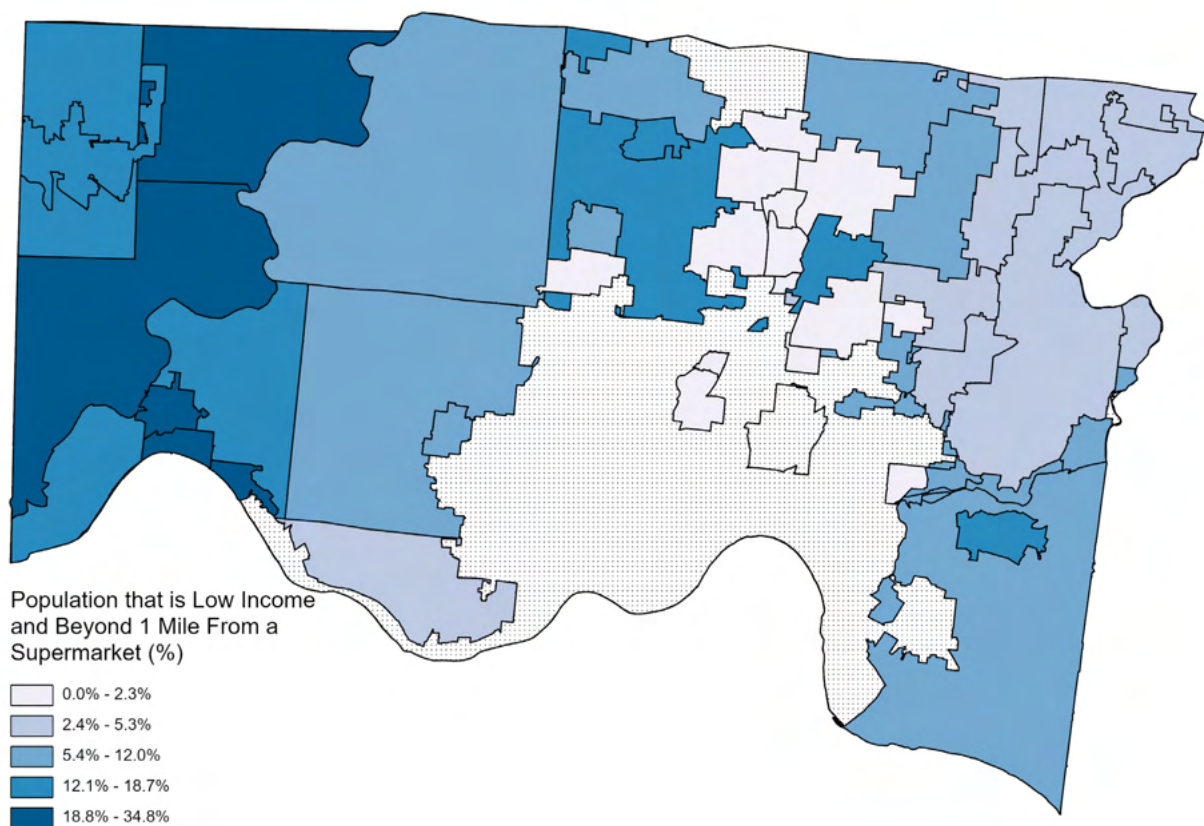 Population that is Low Income
and Beyond 1 Mile From a
Supermarket (%)
0.0% - 2.3%
2.4% - 5.3%
5.4% - 12.0%
12.1% - 18.7%
18.8% - 34.8%